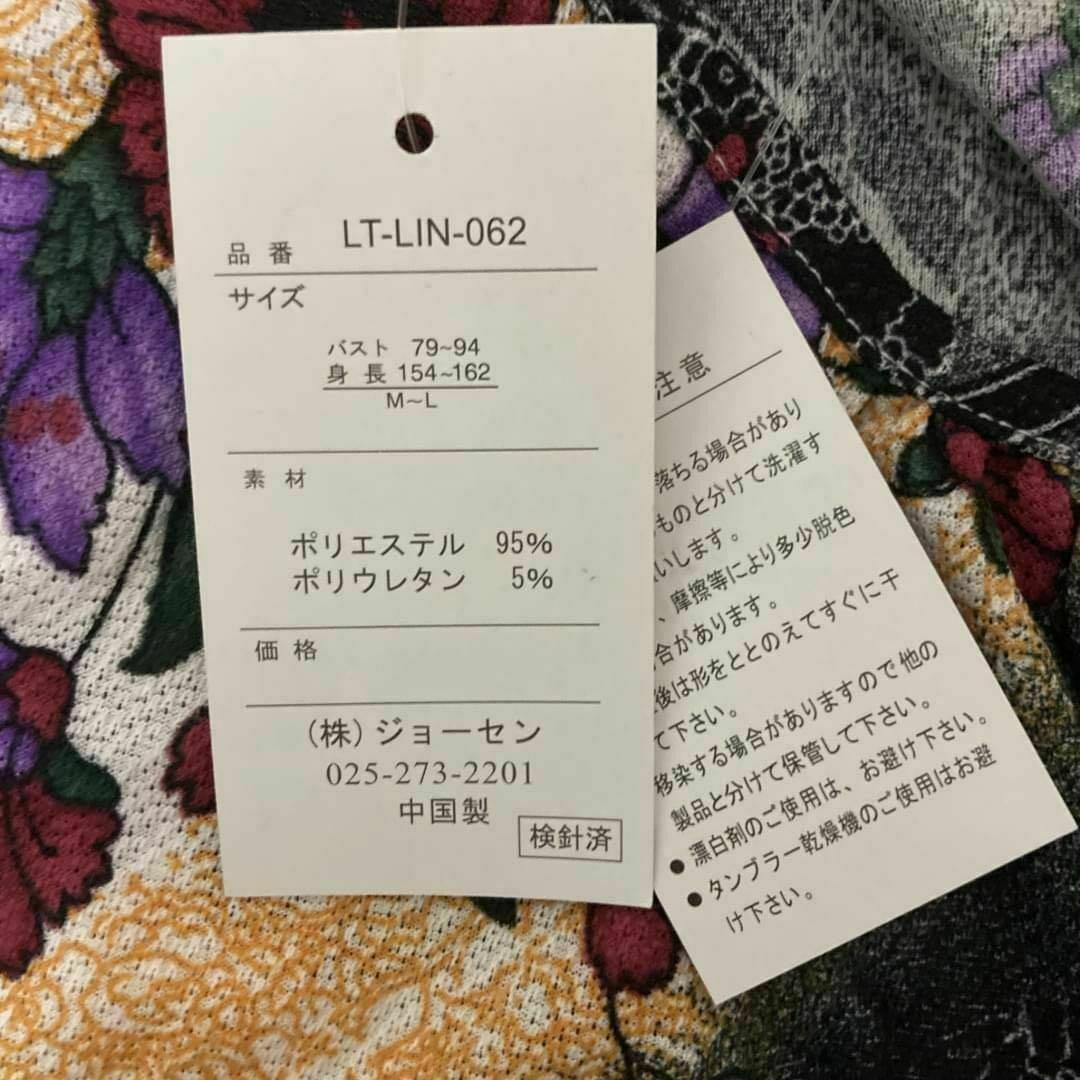 品番 LT-LIN-062
サイズ
バスト 79~94
身長 154~162
M~L
素材
ポリエステル 95%
ポリウレタン 5%
価格
(株)ジョーセン
025-273-2201
中国製
検針済
注意
落ちる場合があり
ものと分けて洗濯す
いします。
、摩擦等により多少脱色
合があります。
後は形をととのえてすぐに干
て下さい。
移染する場合がありますので他の
製品と分けて保管して下さい。
● 漂白剤のご使用は、お避け下さい。
● タンブラー乾燥機のご使用はお避
け下さい。